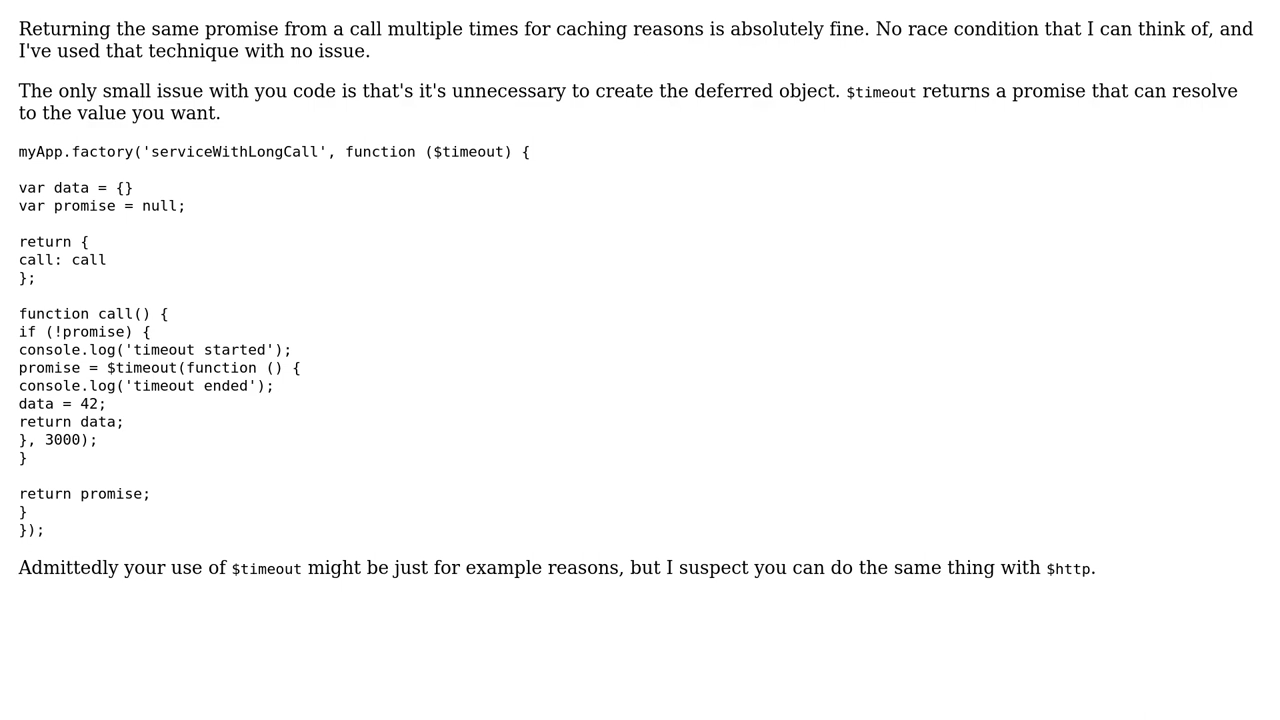 Returning the same promise from a call multiple times for caching reasons is absolutely fine. No race condition that I can think of, and
I've used that technique with no issue.
The only small issue with you code is that's it's unnecessary to create the deferred object. $timeout returns a promise that can resolve
to the value you want.
myApp.factory('serviceWithLongCall', function ($timeout) {
var data = {}
var promise = null;
return {
call: call
};
function call() {
if (!promise) {
console.log('timeout started');
promise = $timeout(function () {
console.log('timeout ended');
data = 42;
return data;
}, 3000);
}
return promise;
}
});
Admittedly your use of $timeout might be just for example reasons, but I suspect you can do the same thing with $http.